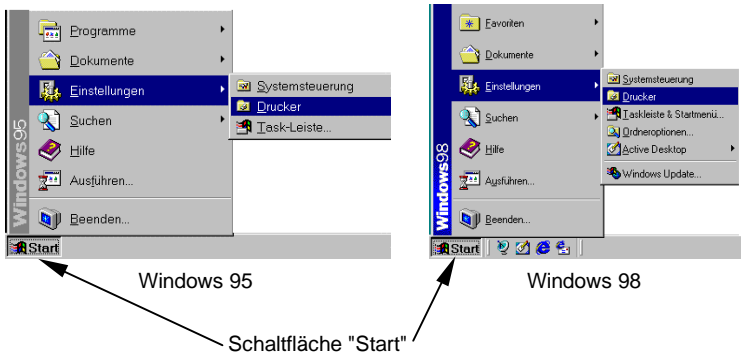 Programme
Dokumente
Einstellungen
Suchen
Hilfe
Ausführen...
Beenden...
Windows95
Systemsteuerung
Drucker
Task-Leiste...
Start
Windows 95
Favoriten
Dokumente
Einstellungen
Suchen
Hilfe
Ausführen...
Beenden...
Windows98
Systemsteuerung
Drucker
Taskleiste & Startmenü...
Ordneroptionen...
Active Desktop
Windows Update...
Start
Windows 98
Schaltfläche "Start"